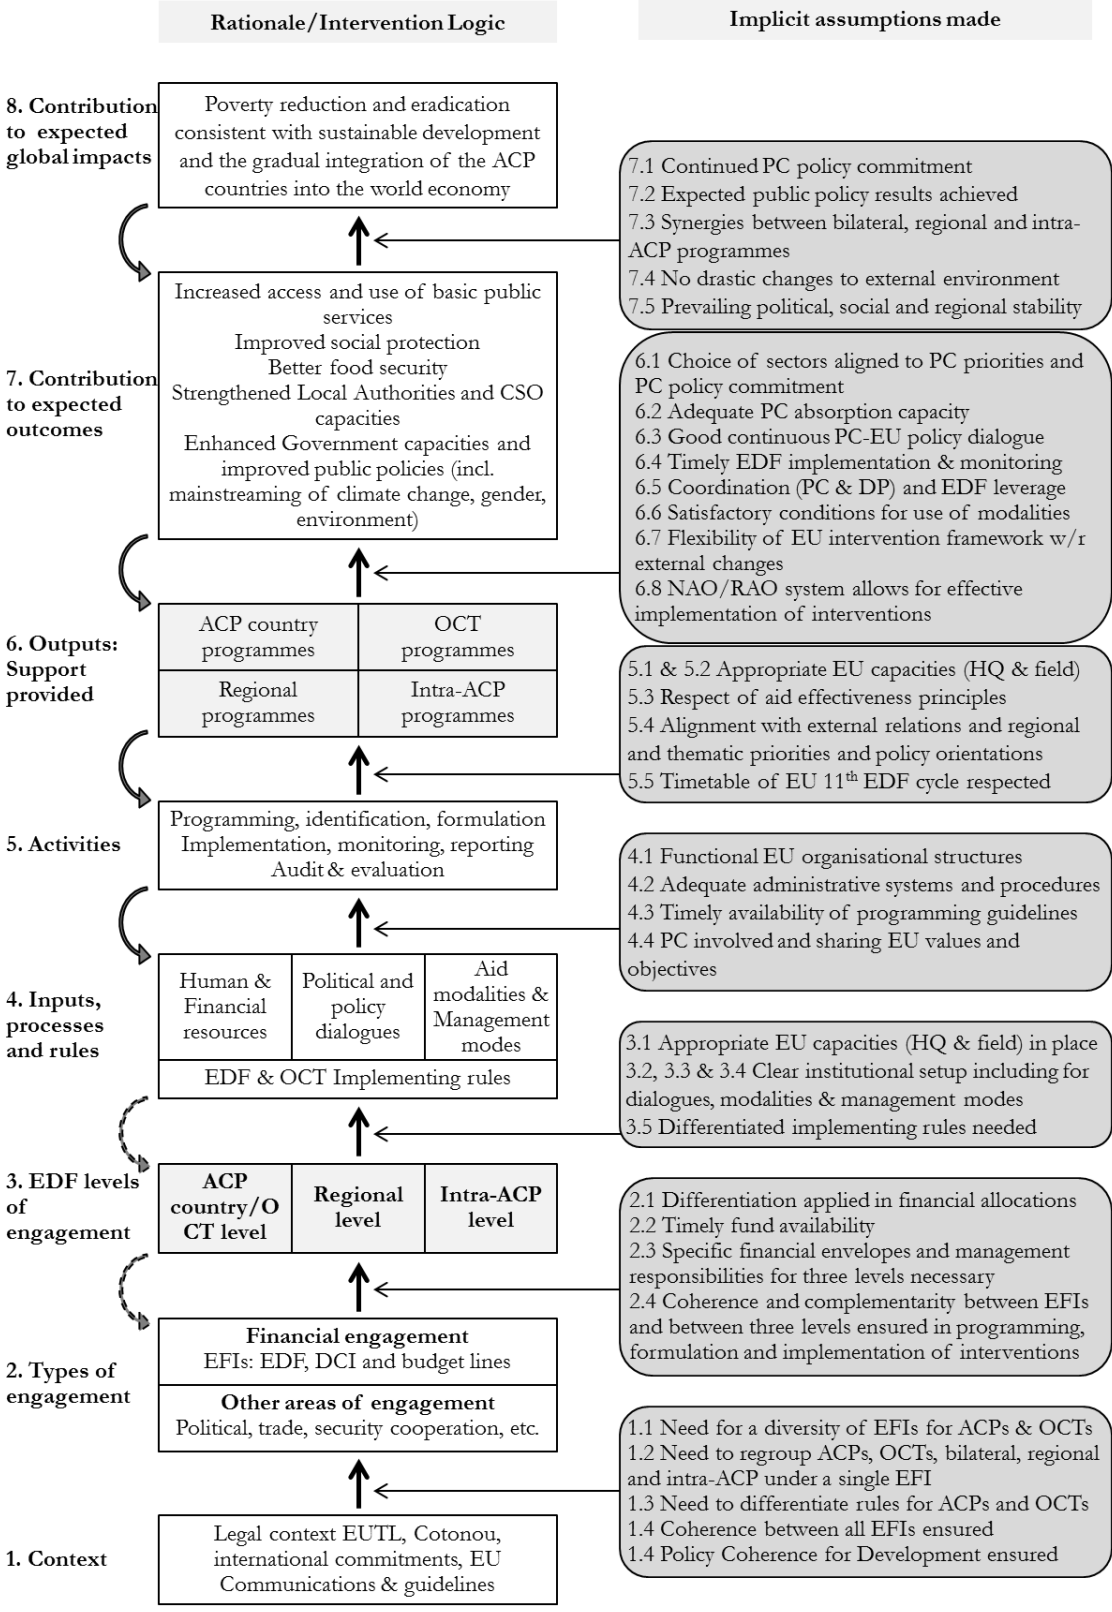 Rationale/Intervention Logic
Implicit assumptions made
8. Contribution
to expected
global impacts
Poverty reduction and eradication
consistent with sustainable development
and the gradual integration of the ACP
countries into the world economy
7.1 Continued PC policy commitment
7.2 Expected public policy results achieved
7.3 Synergies between bilateral, regional and intra-
ACP programmes
7.4 No drastic changes to external environment
7.5 Prevailing political, social and regional stability
7. Contribution
to expected
outcomes
Increased access and use of basic public
services
Improved social protection
Better food security
Strengthened Local Authorities and CSO
capacities
Enhanced Government capacities and
improved public policies (incl.
mainstreaming of climate change, gender,
environment)
6.1 Choice of sectors aligned to PC priorities and
PC policy commitment
6.2 Adequate PC absorption capacity
6.3 Good continuous PC-EU policy dialogue
6.4 Timely EDF implementation & monitoring
6.5 Coordination (PC & DP) and EDF leverage
6.6 Satisfactory conditions for use of modalities
6.7 Flexibility of EU intervention framework w/r
external changes
6.8 NAO/RAO system allows for effective
implementation of interventions
6. Outputs:
Support
provided
ACP country
programmes
OCT
programmes
Regional
programmes
Intra-ACP
programmes
5.1 & 5.2 Appropriate EU capacities (HQ & field)
5.3 Respect of aid effectiveness principles
5.4 Alignment with external relations and regional
and thematic priorities and policy orientations
5.5 Timetable of EU 11th EDF cycle respected
5. Activities
Programming, identification, formulation
Implementation, monitoring, reporting
Audit & evaluation
4.1 Functional EU organisational structures
4.2 Adequate administrative systems and procedures
4.3 Timely availability of programming guidelines
4.4 PC involved and sharing EU values and
objectives
4. Inputs,
processes
and rules
Human &
Financial
resources
Political and
policy
dialogues
Aid
modalities &
Management
modes
EDF & OCT Implementing rules
3.1 Appropriate EU capacities (HQ & field) in place
3.2, 3.3 & 3.4 Clear institutional setup including for
dialogues, modalities & management modes
3.5 Differentiated implementing rules needed
3. EDF levels
of
engagement
ACP
country/O
CT level
Regional
level
Intra-ACP
level
2.1 Differentiation applied in financial allocations
2.2 Timely fund availability
2.3 Specific financial envelopes and management
responsibilities for three levels necessary
2.4 Coherence and complementarity between EFIs
and between three levels ensured in programming,
formulation and implementation of interventions
2. Types of
engagement
Financial engagement
EFIs: EDF, DCI and budget lines
Other areas of engagement
Political, trade, security cooperation, etc.
1.1 Need for a diversity of EFIs for ACPs & OCTs
1.2 Need to regroup ACPs, OCTs, bilateral, regional
and intra-ACP under a single EFI
1.3 Need to differentiate rules for ACPs and OCTs
1.4 Coherence between all EFIs ensured
1.4 Policy Coherence for Development ensured
1. Context
Legal context EUTL, Cotonou,
international commitments, EU
Communications & guidelines